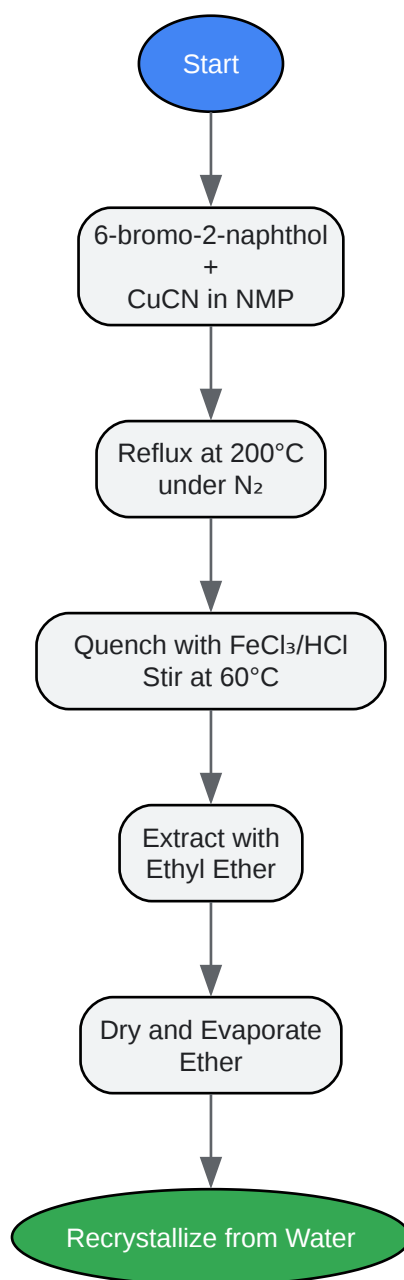 Start
6-bromo-2-naphthol
+
CuCN in NMP
Reflux at 200°C
under N₂
Quench with FeCl₃/HCl
Stir at 60°C
Extract with
Ethyl Ether
Dry and Evaporate
Ether
Recrystallize from Water